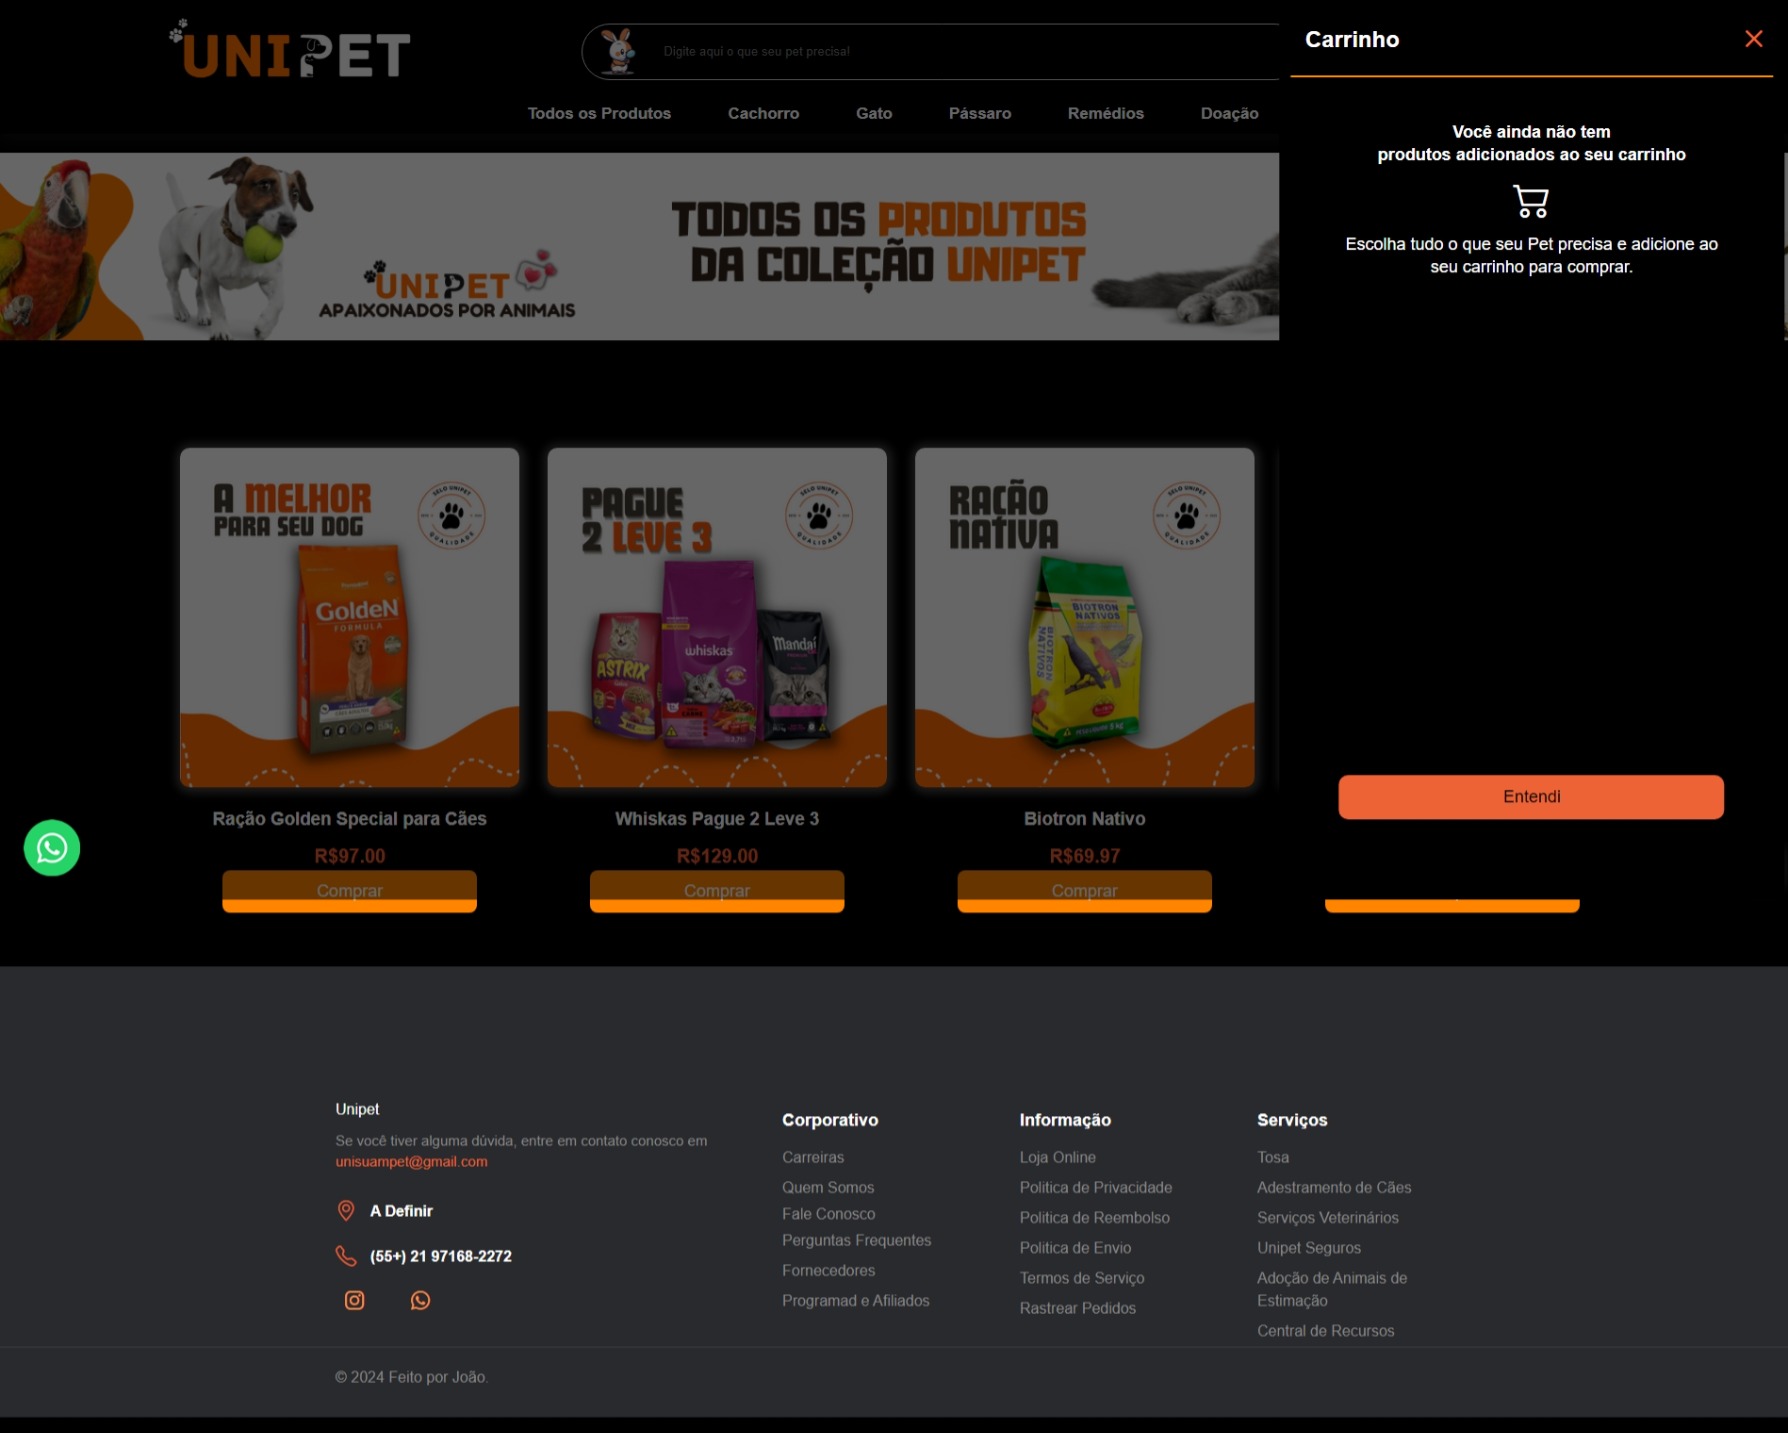 UNIPET
Digite aqui o que seu pet precisa!
Todos os Produtos
Cachorro
Gato
Pássaro
Remédios
Doação
TODOS OS PRODUTOS
DA COLEÇÃO UNIPET
UNIPET
APAIXONADOS POR ANIMAIS
Carrinho
Você ainda não tem
produtos adicionados ao seu carrinho
Escolha tudo o que seu Pet precisa e adicione ao
seu carrinho para comprar.
Entendi
A MELHOR
PARA SEU DOG
SELO UNIPET
QUALIDADE
GoldeN
FORMULA
Ração Golden Special para Cães
R$97.00
Comprar
PAGUE
2 LEVE 3
SELO UNIPET
QUALIDADE
ASTRIX
whiskas
Mandaí
Whiskas Pague 2 Leve 3
R$129.00
Comprar
RAÇÃO
NATIVA
SELO UNIPET
QUALIDADE
BIOTRON
NATIVOS
BIOTRON
NATIVOS
Biotron Nativo
R$69.97
Comprar
Unipet
Se você tiver alguma dúvida, entre em contato conosco em
unisuampet@gmail.com
A Definir
(55+) 21 97168-2272
Corporativo
Carreiras
Quem Somos
Fale Conosco
Perguntas Frequentes
Fornecedores
Programad e Afiliados
Informação
Loja Online
Politica de Privacidade
Politica de Reembolso
Politica de Envio
Termos de Serviço
Rastrear Pedidos
Serviços
Tosa
Adestramento de Cães
Serviços Veterinários
Unipet Seguros
Adoção de Animais de
Estimação
Central de Recursos
© 2024 Feito por João.